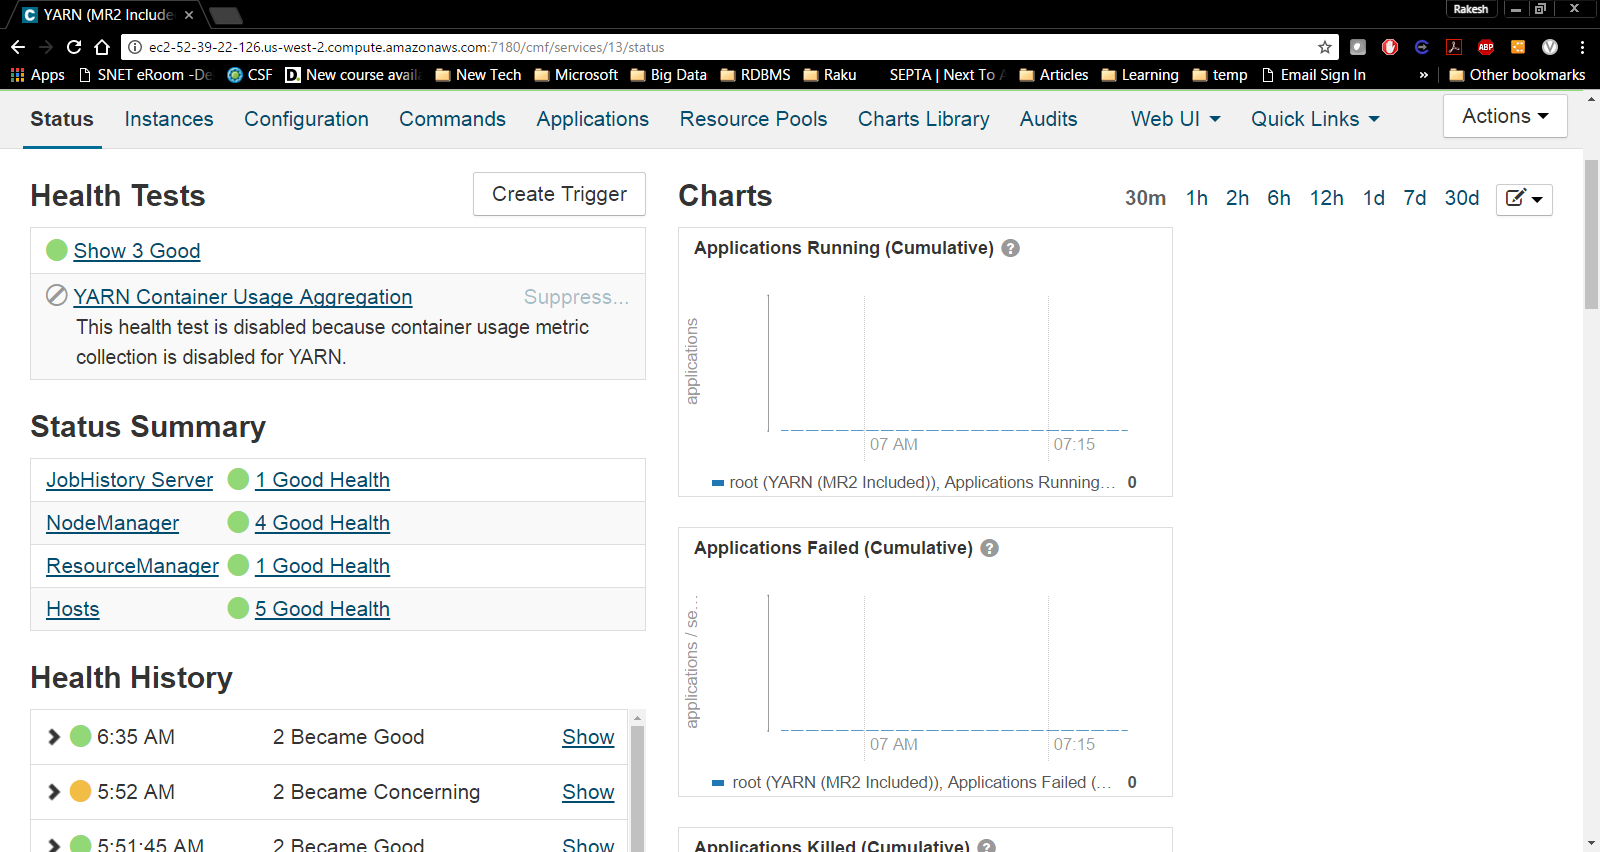 YARN (MR2 Include
Rakesh
ec2-52-39-22-126.us-west-2.compute.amazonaws.com:7180/cmf/services/13/status
ABP
Apps SNET eRoom -De CSF D. New course avail New Tech Microsoft Big Data RDBMS Raku SEPTA | Next To A Articles Learning temp Email Sign In » Other bookmarks
Status Instances Configuration Commands Applications Resource Pools Charts Library Audits Web UI Quick Links Actions
Health Tests
Create Trigger
Show 3 Good
YARN Container Usage Aggregation Suppress...
This health test is disabled because container usage metric
collection is disabled for YARN.
Status Summary
JobHistory Server 1 Good Health
NodeManager 4 Good Health
ResourceManager 1 Good Health
Hosts 5 Good Health
Health History
6:35 AM 2 Became Good Show
5:52 AM 2 Became Concerning Show
5:51:45 AM 2 Became Good Show
Charts
30m 1h 2h 6h 12h 1d 7d 30d
Applications Running (Cumulative) ?
applications
07 AM 07:15
root (YARN (MR2 Included)), Applications Running... 0
Applications Failed (Cumulative) ?
applications / se...
07 AM 07:15
root (YARN (MR2 Included)), Applications Failed (... 0
Applications Killed (Cumulative) ?